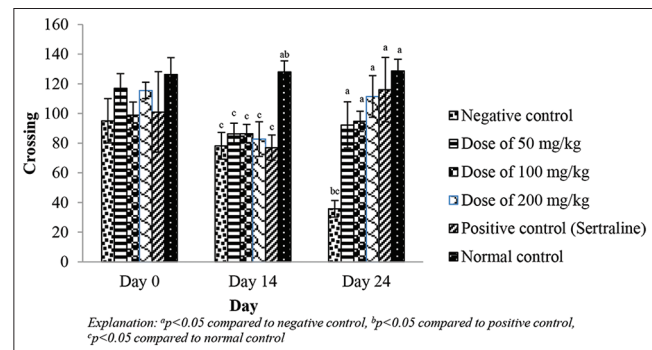 160
140
120
100
80
60
40
20
0
Crossing
ab
c
c
c
c
c
bc
a
a
a
a
a
Day 0
Day 14
Day 24
Day
Negative control
Dose of 50 mg/kg
Dose of 100 mg/kg
Dose of 200 mg/kg
Positive control (Sertraline)
Normal control
Explanation: ᵃp<0.05 compared to negative control, ᵇp<0.05 compared to positive control,
ᶜp<0.05 compared to normal control